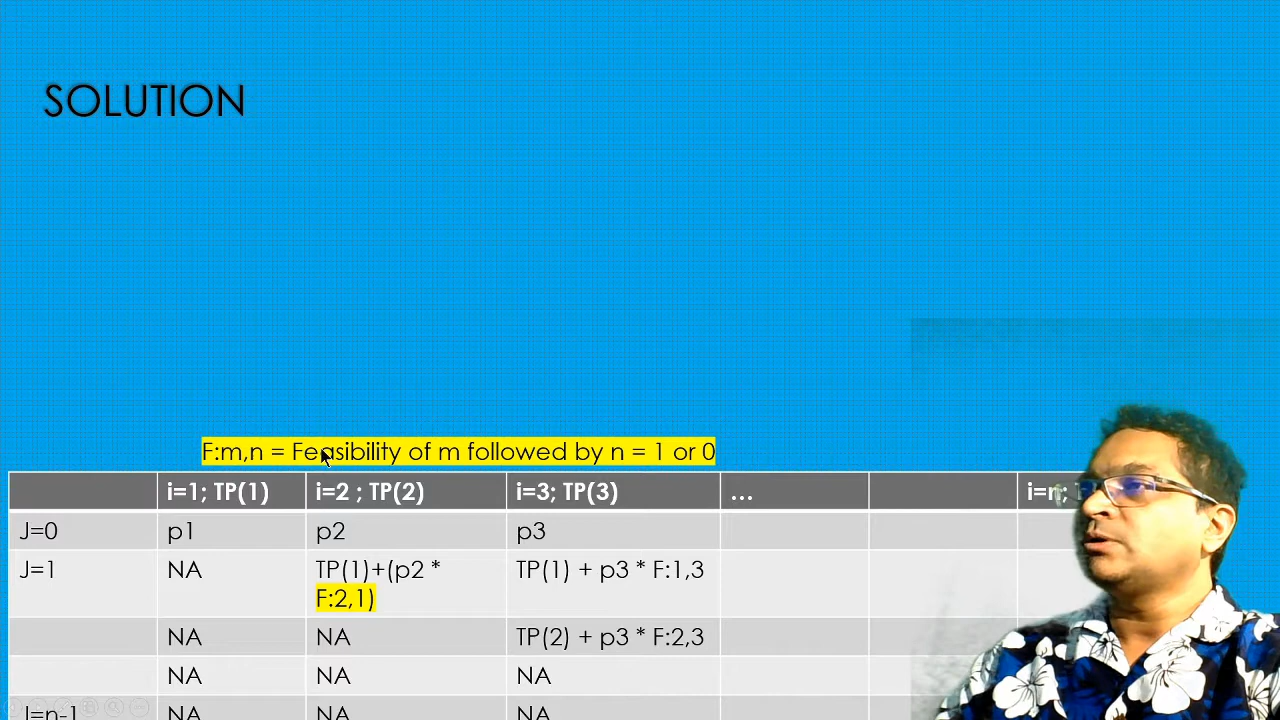 SOLUTION
F:m,n = Feasibility of m followed by n = 1 or 0
i=1; TP(1) i=2 ; TP(2) i=3; TP(3) ... i=n;
J=0 p1 p2 p3
J=1 NA TP(1)+(p2 * TP(1) + p3 * F:1,3
F:2,1)
NA NA TP(2) + p3 * F:2,3
NA NA NA
J=n-1 NA NA NA